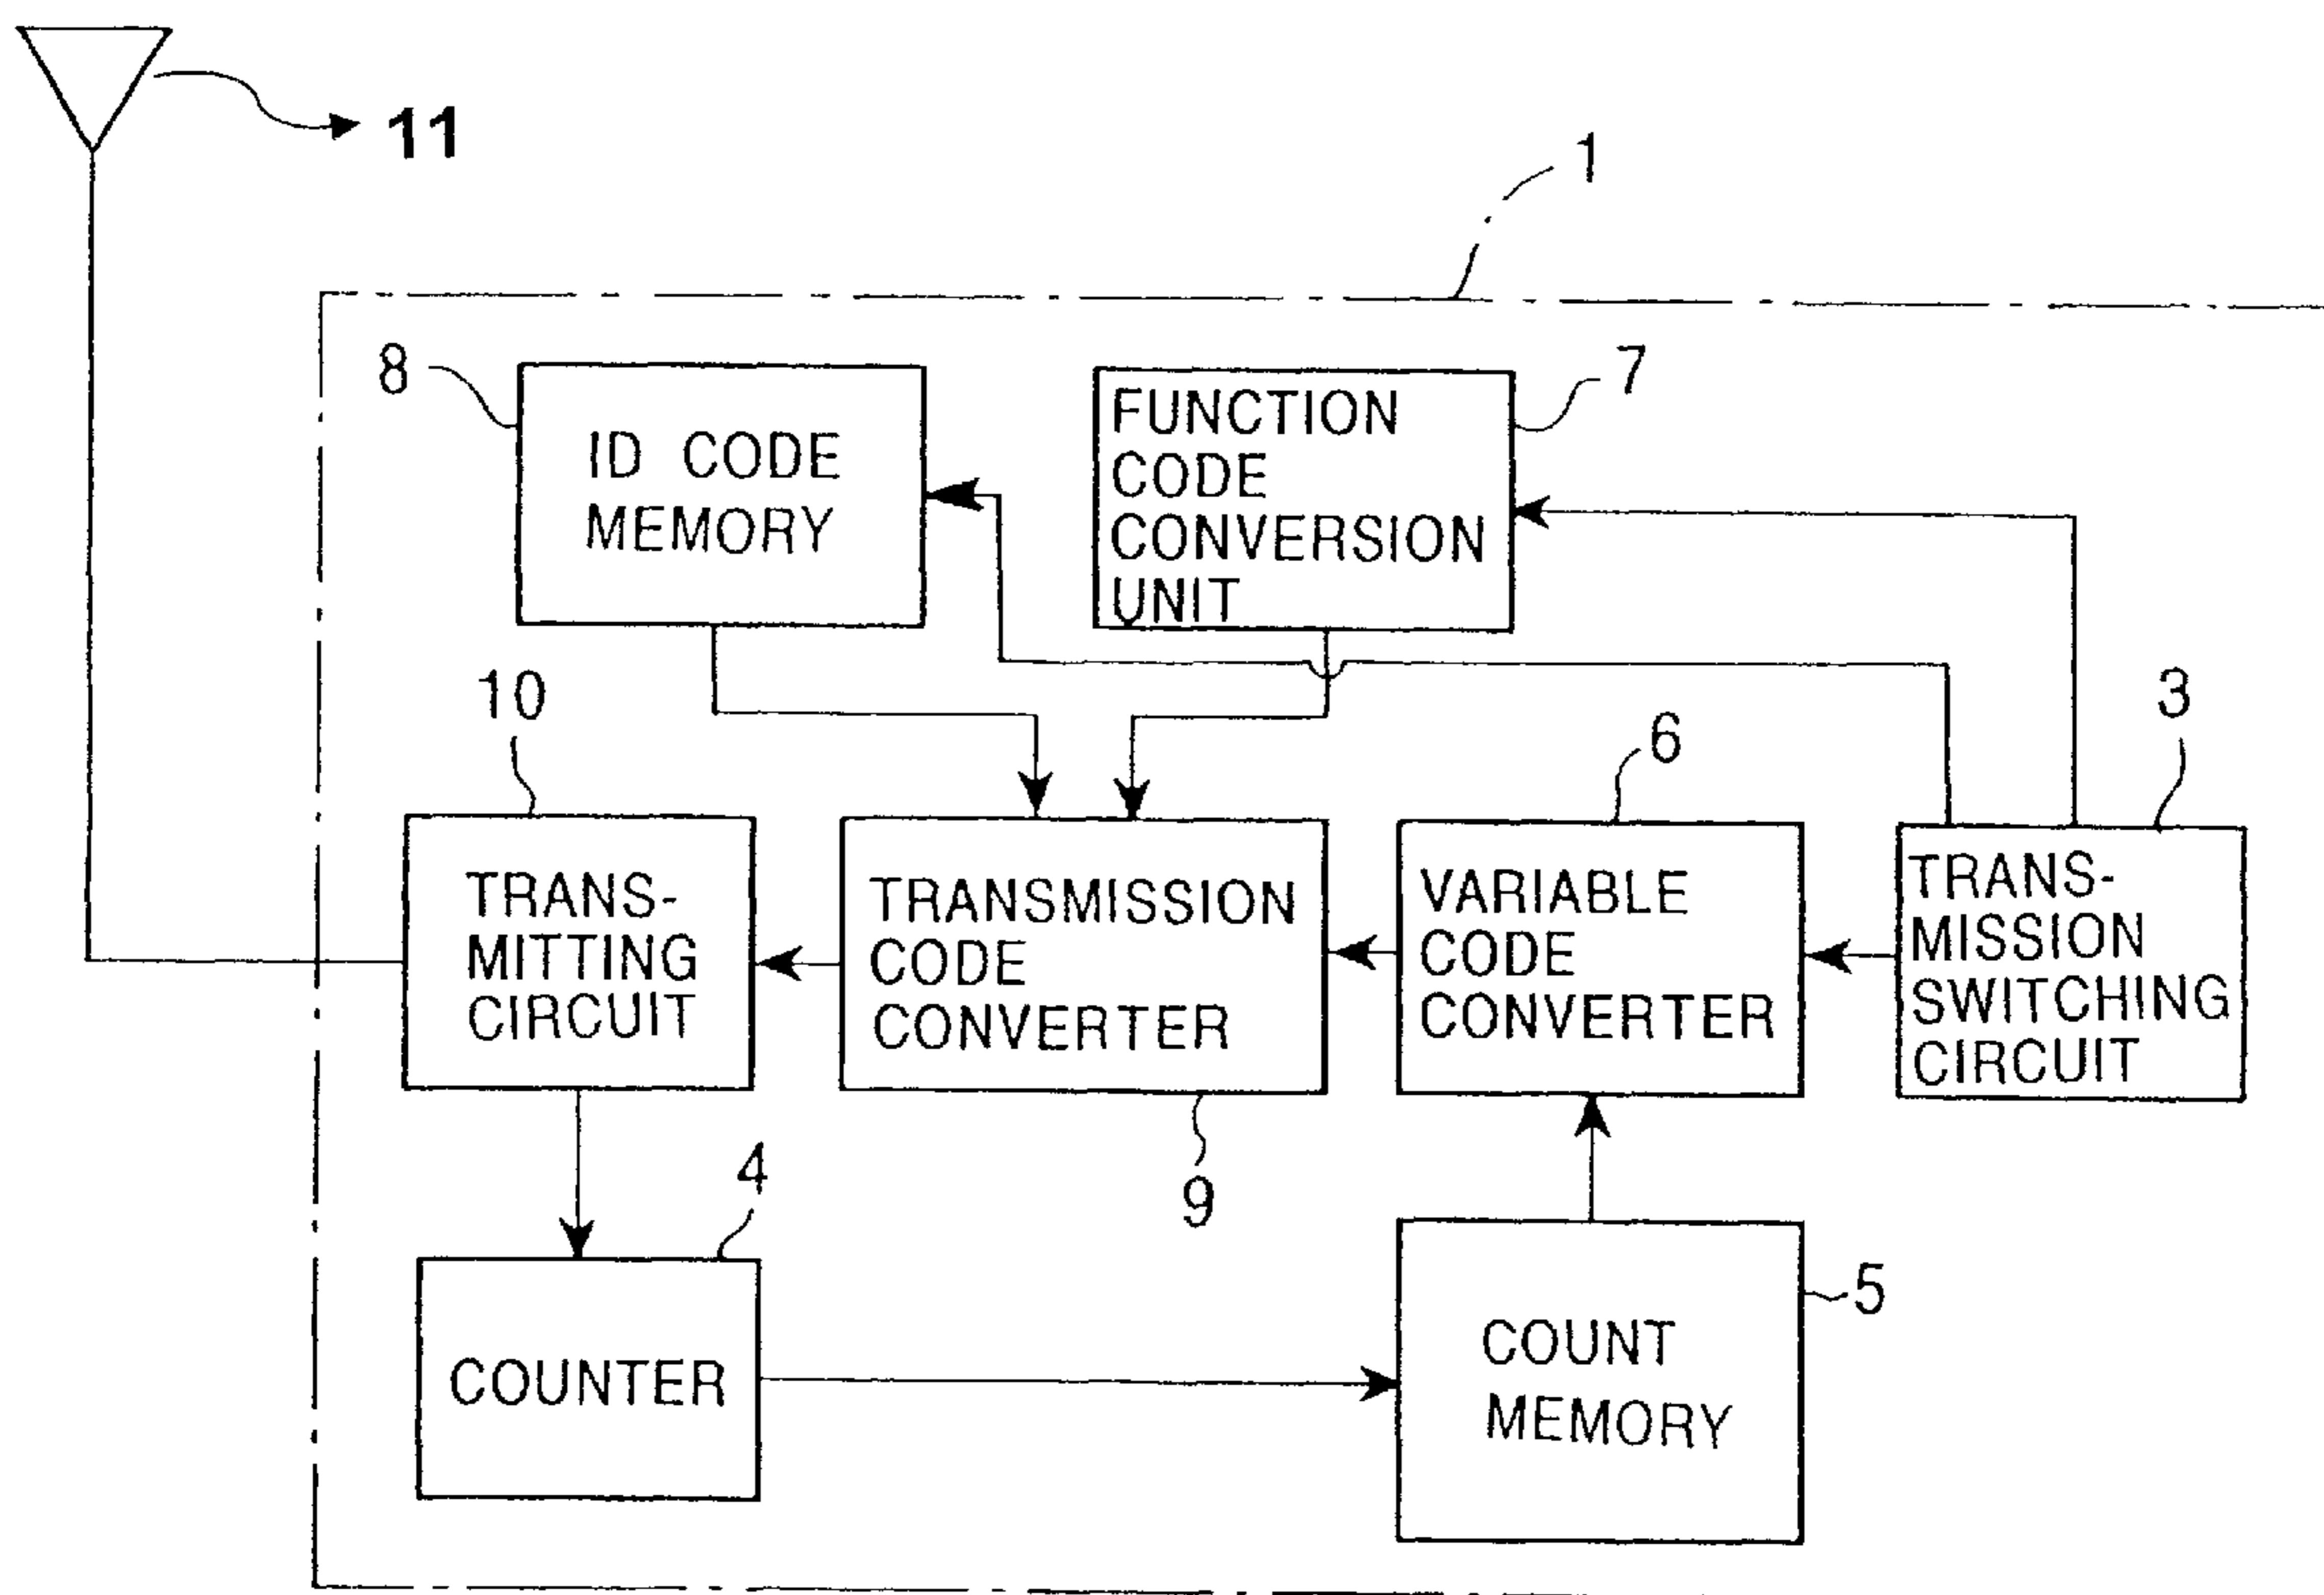 11
1
8
ID CODE
MEMORY
FUNCTION
CODE
CONVERSION
UNIT
7
10
6
3
TRANS-
MITTING
CIRCUIT
TRANSMISSION
CODE
CONVERTER
VARIABLE
CODE
CONVERTER
TRANS-
MISSION
SWITCHING
CIRCUIT
4
9
COUNTER
5
COUNT
MEMORY